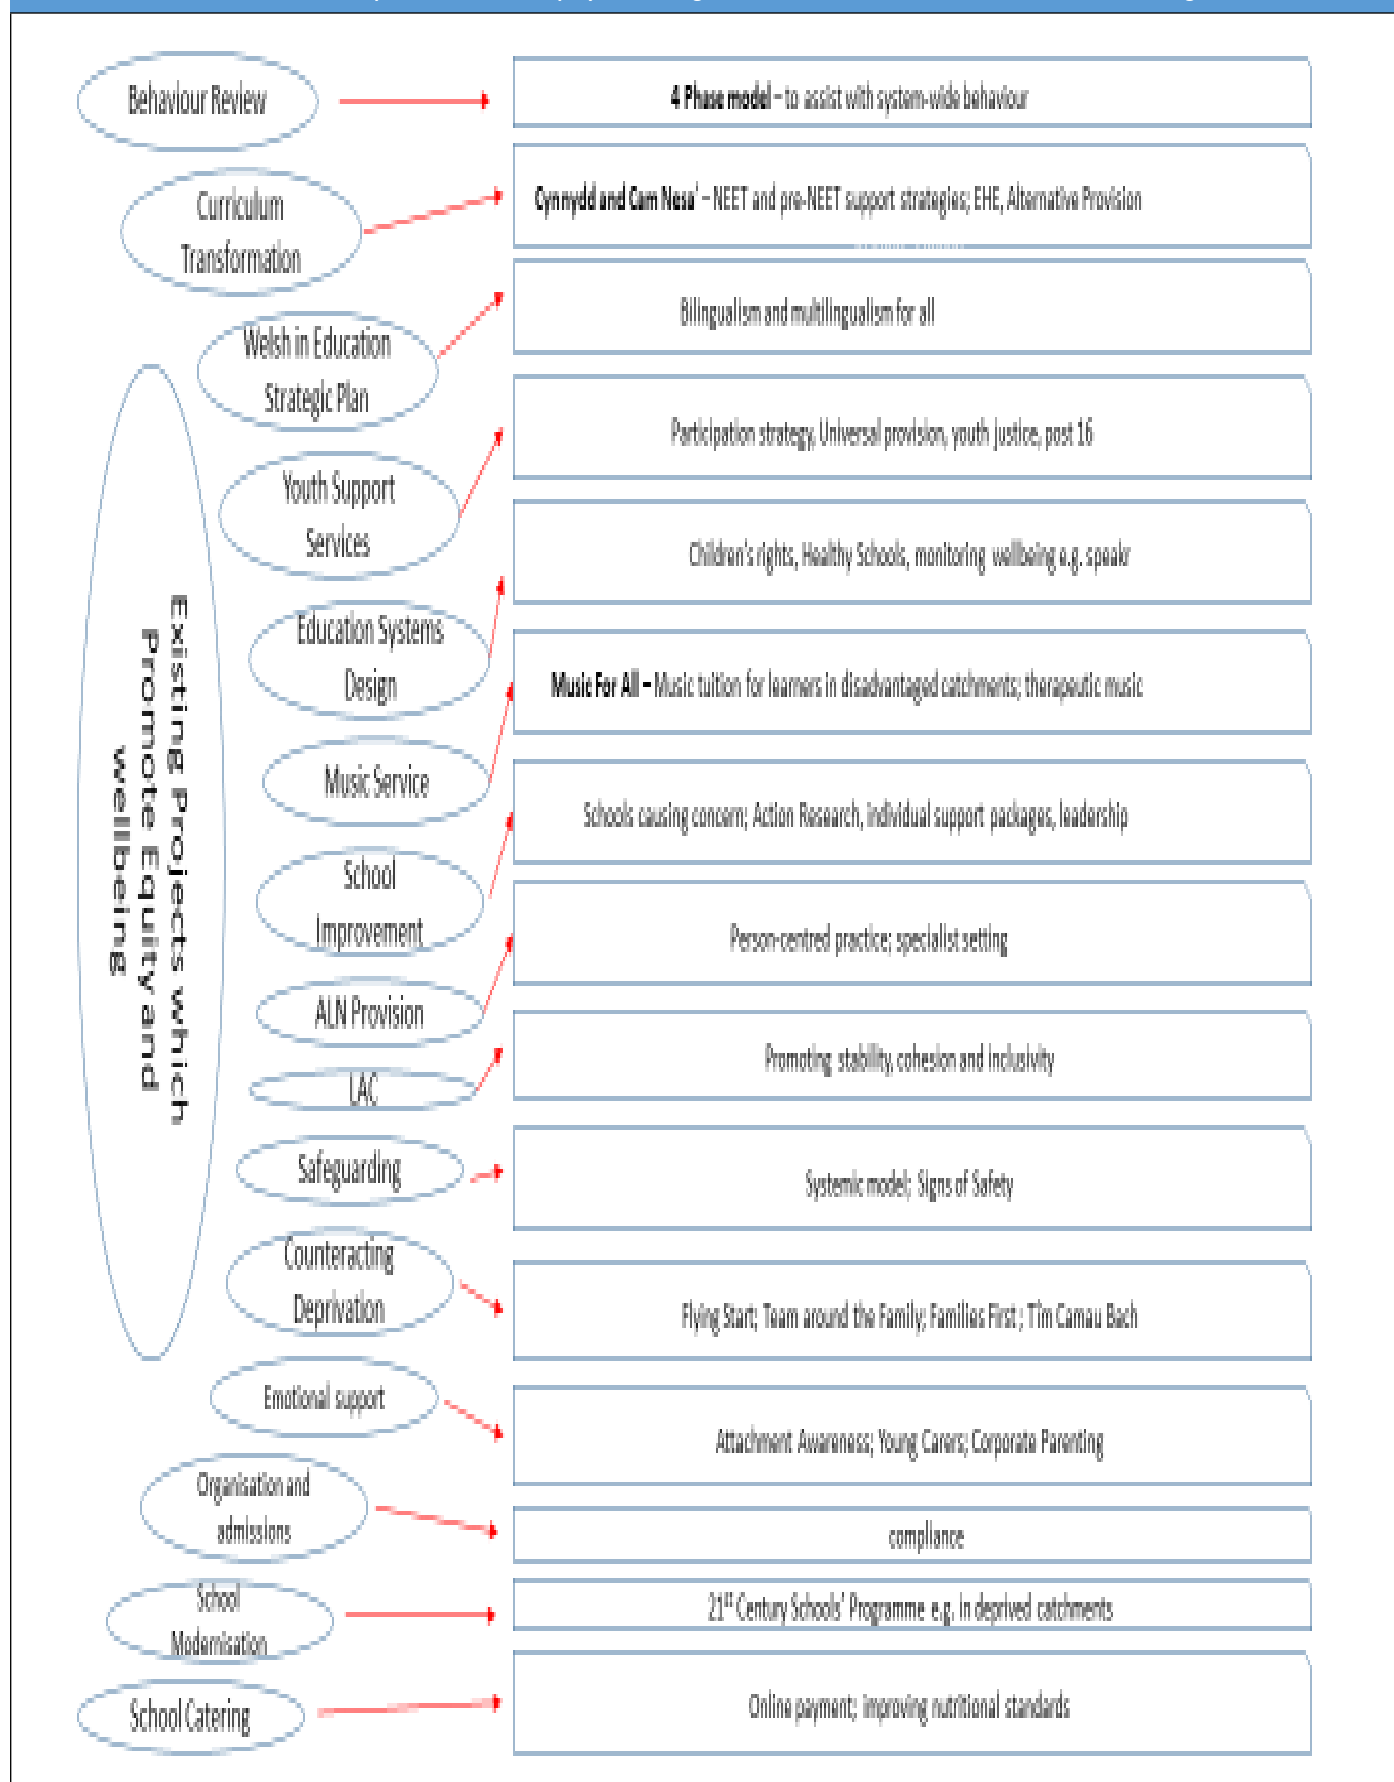 Behaviour Review
4 Phase model – to assist with system-wide behaviour
Curriculum
Transformation
Cynnydd and Cam Nesa' – NEET and pre-NEET support strategies; EHE, Alternative Provision
Welsh in Education
Strategic Plan
Bilingualism and multilingualism for all
Youth Support
Services
Participation strategy, Universal provision, youth justice, post 16
Education Systems
Design
Children's rights, Healthy Schools, monitoring wellbeing e.g. speakr
Music Service
Music For All – Music tuition for learners in disadvantaged catchments; therapeutic music
School
Improvement
Schools causing concern; Action Research, individual support packages, leadership
ALN Provision
Person-centred practice; specialist setting
LAC
Promoting stability, cohesion and inclusivity
Safeguarding
Systemic model; Signs of Safety
Counteracting
Deprivation
Flying Start; Team around the Family; Families First ; Tîm Camau Bach
Emotional support
Attachment Awareness; Young Carers; Corporate Parenting
Organisation and
admissions
compliance
School
Modernisation
21st Century Schools' Programme e.g. in deprived catchments
School Catering
Online payment; improving nutritional standards
Existing Projects which
Promote Equity and
wellbeing